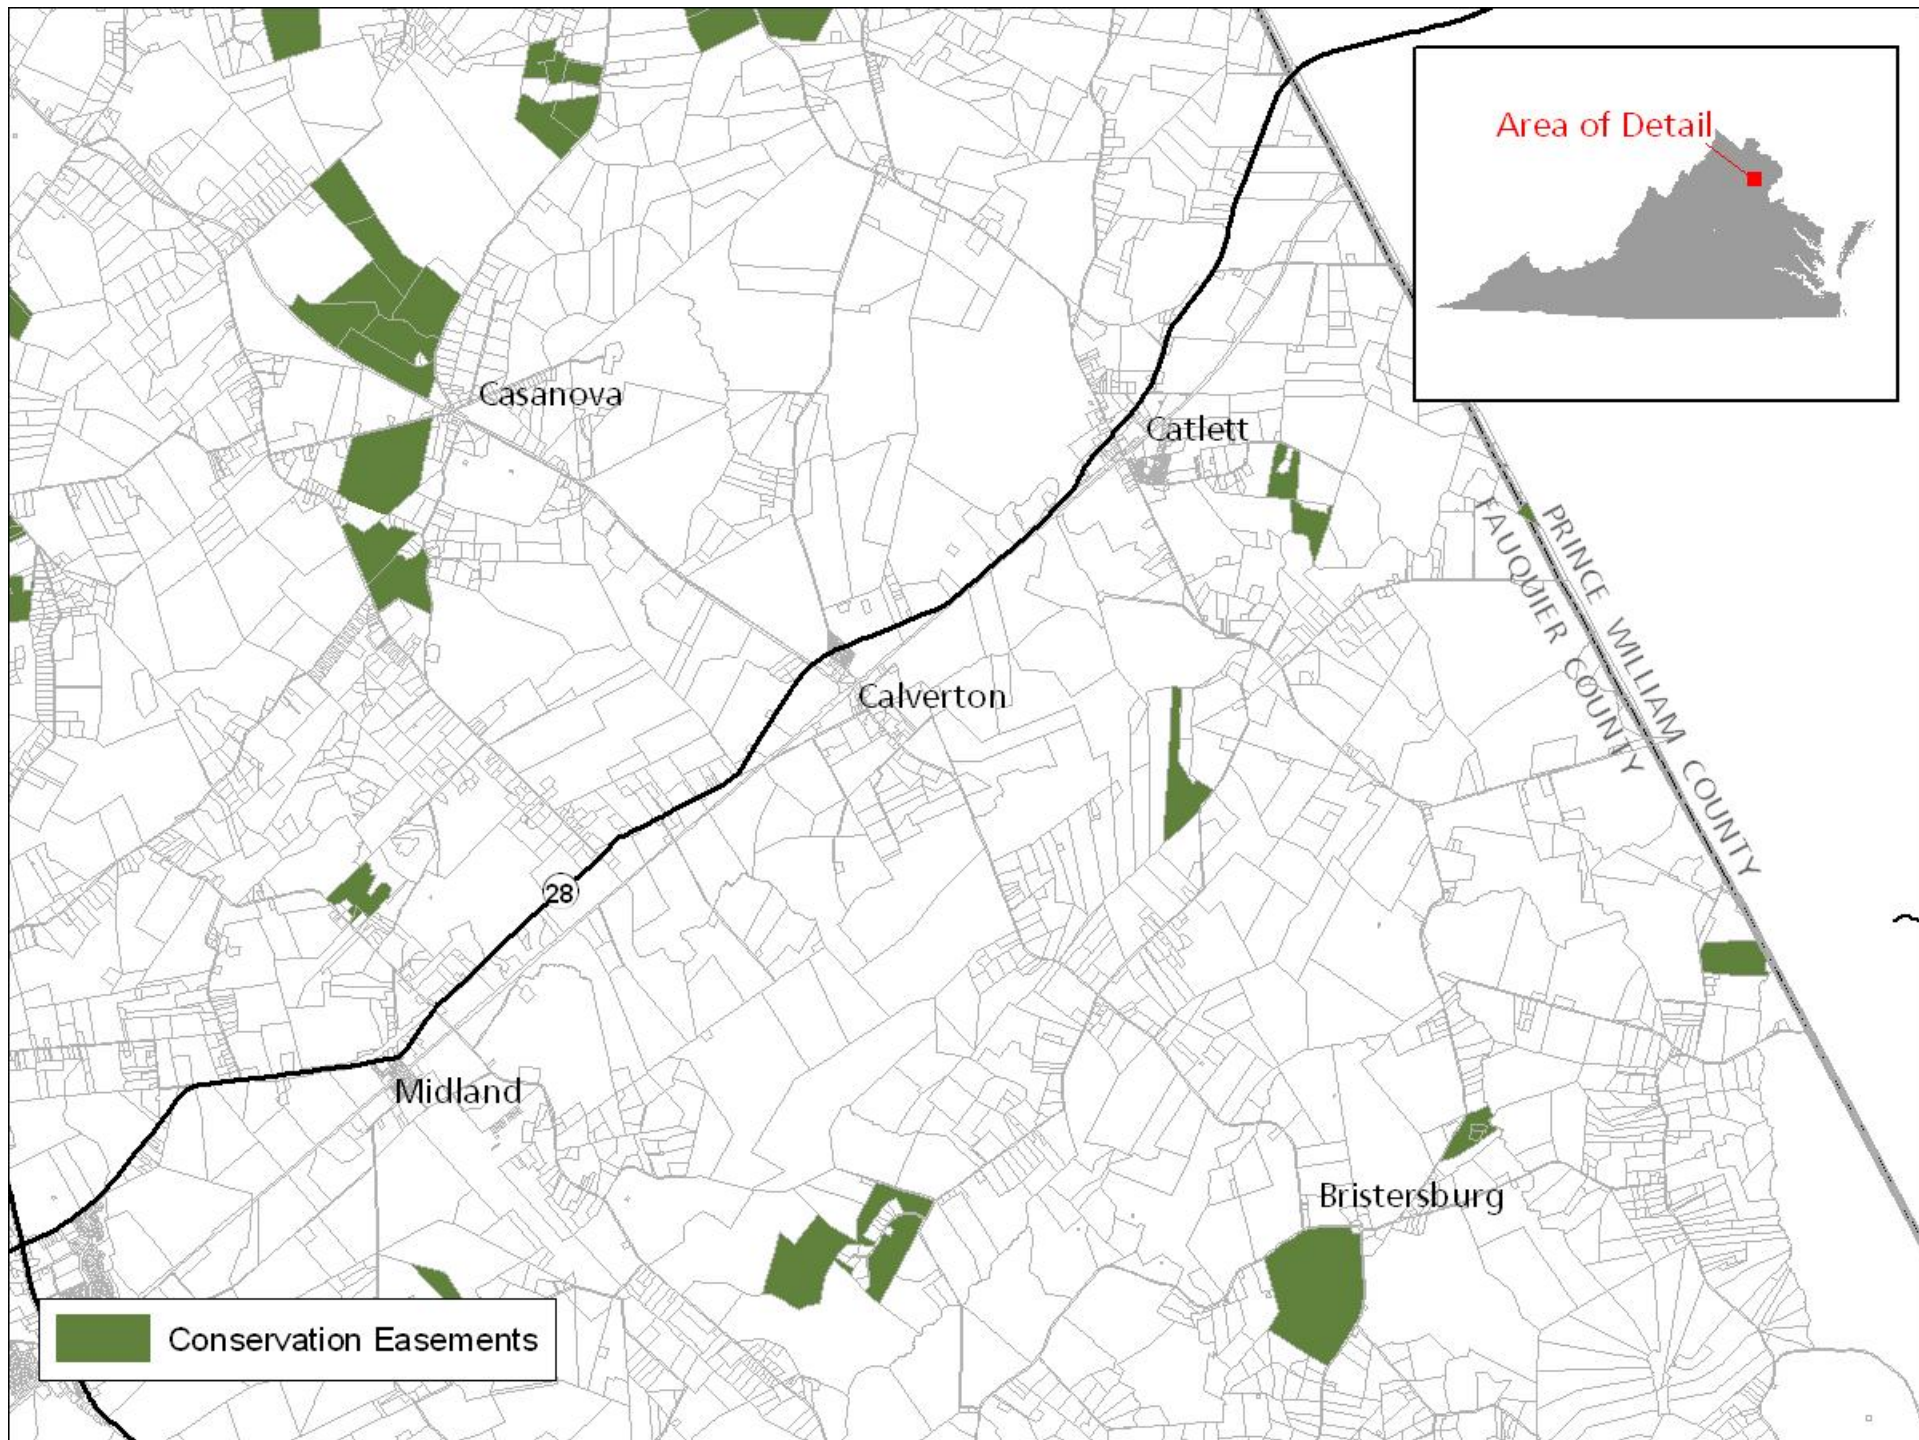 Area of Detail
Casanova
Catlett
PRINCE WILLIAM COUNTY
FAUQUIER COUNTY
Calverton
28
Midland
Bristersburg
Conservation Easements